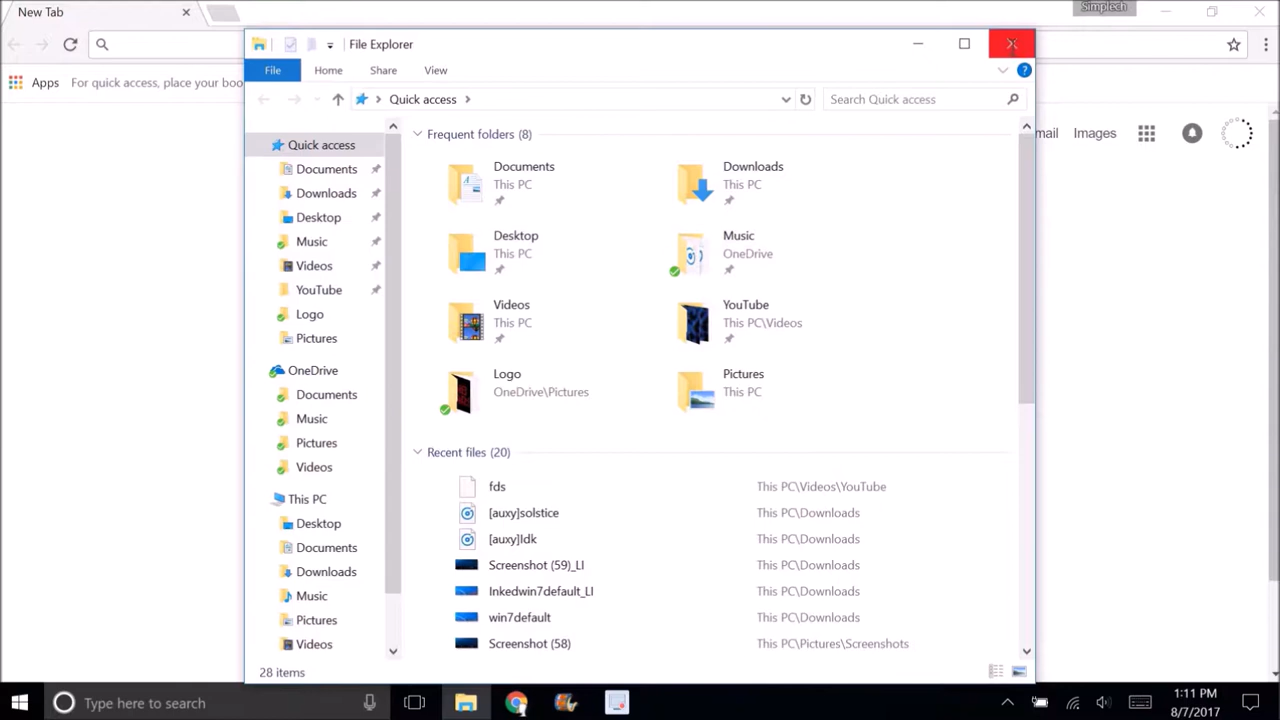 New Tab
Simplech
File Explorer
File
Home
Share
View
Apps
For quick access, place your boo
Quick access
Search Quick access
mail
Images
Quick access
Documents
Downloads
Desktop
Music
Videos
YouTube
Logo
Pictures
OneDrive
Documents
Music
Pictures
Videos
This PC
Desktop
Documents
Downloads
Music
Pictures
Videos
Frequent folders (8)
Documents
This PC
Downloads
This PC
Desktop
This PC
Music
OneDrive
Videos
This PC
YouTube
This PC\Videos
Logo
OneDrive\Pictures
Pictures
This PC
Recent files (20)
fds
This PC\Videos\YouTube
[auxy]solstice
This PC\Downloads
[auxy]Idk
This PC\Downloads
Screenshot (59)_LI
This PC\Downloads
Inkedwin7default_LI
This PC\Downloads
win7default
This PC\Downloads
Screenshot (58)
This PC\Pictures\Screenshots
28 items
Type here to search
1:11 PM
8/7/2017